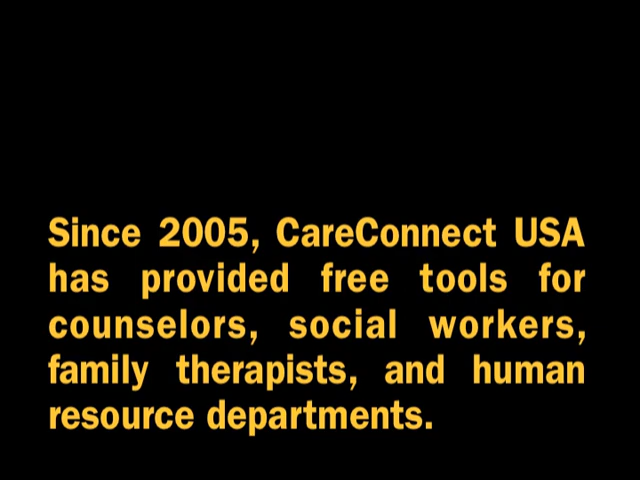 Since 2005, CareConnect USA
has provided free tools for
counselors, social workers,
family therapists, and human
resource departments.